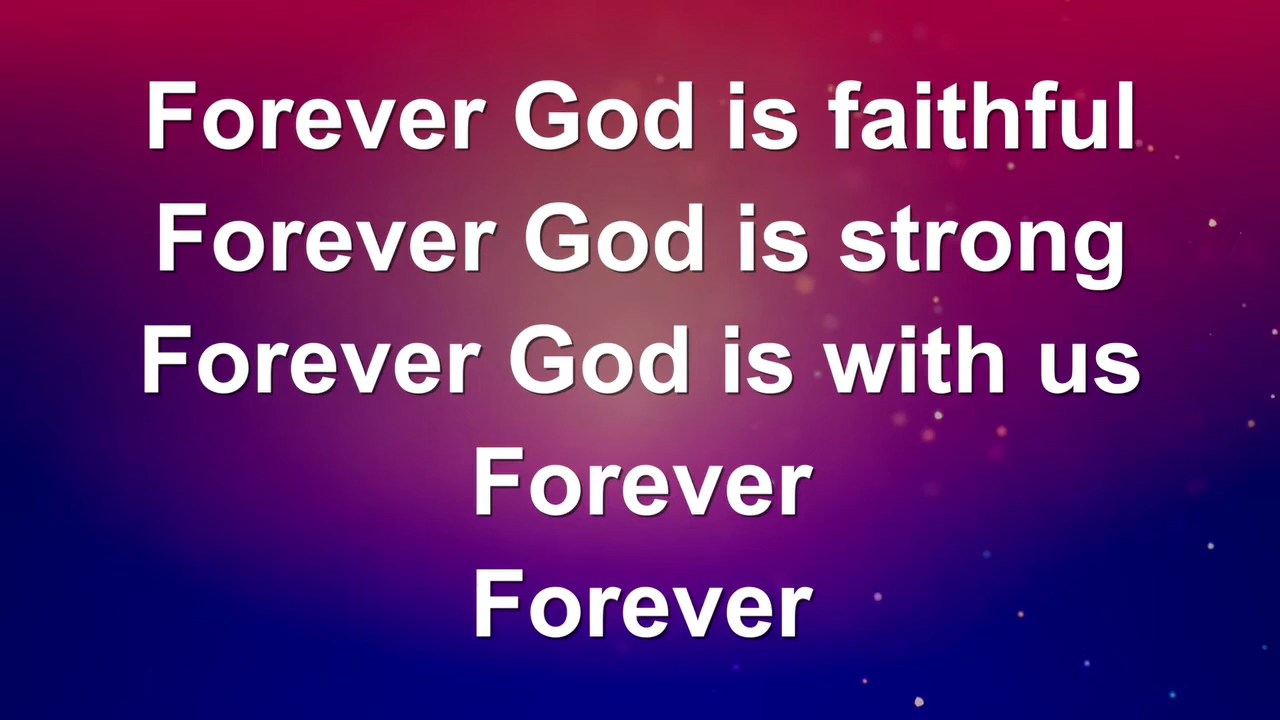 Forever God is faithful
Forever God is strong
Forever God is with us
Forever
Forever